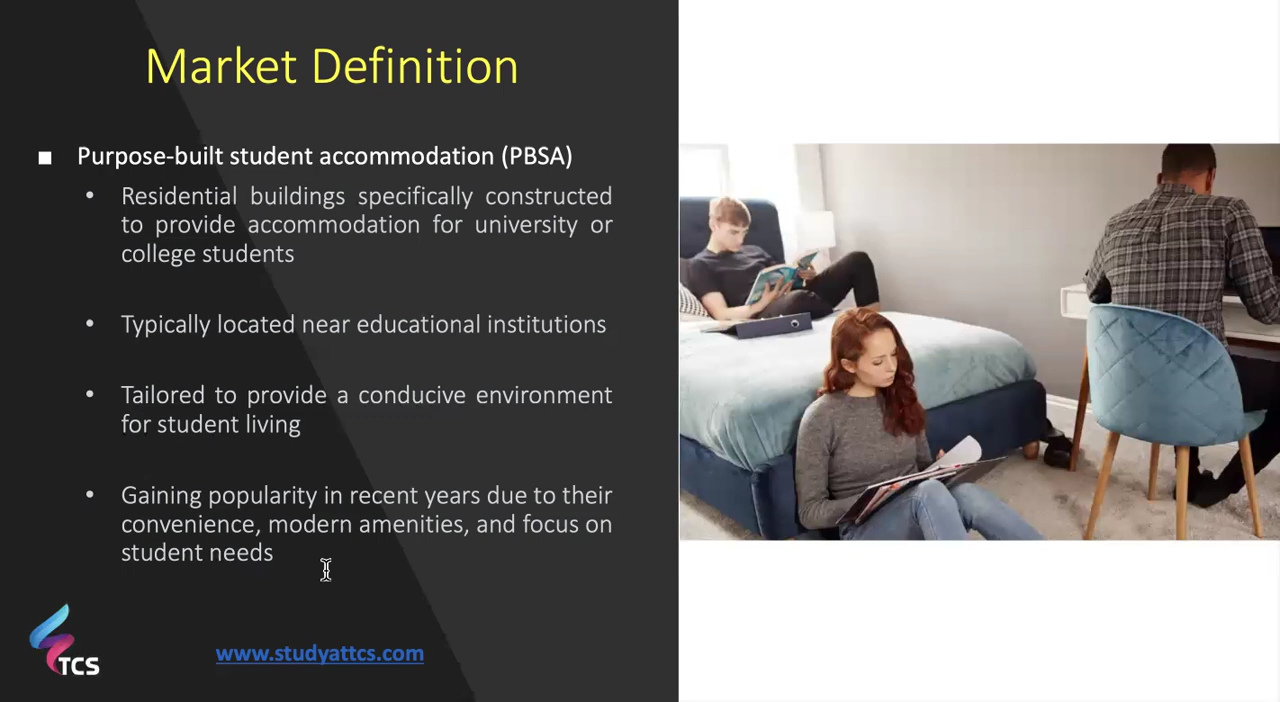 Market Definition
Purpose-built student accommodation (PBSA)
Residential buildings specifically constructed
to provide accommodation for university or
college students
Typically located near educational institutions
Tailored to provide a conducive environment
for student living
Gaining popularity in recent years due to their
convenience, modern amenities, and focus on
student needs
TCS
www.studyattcs.com